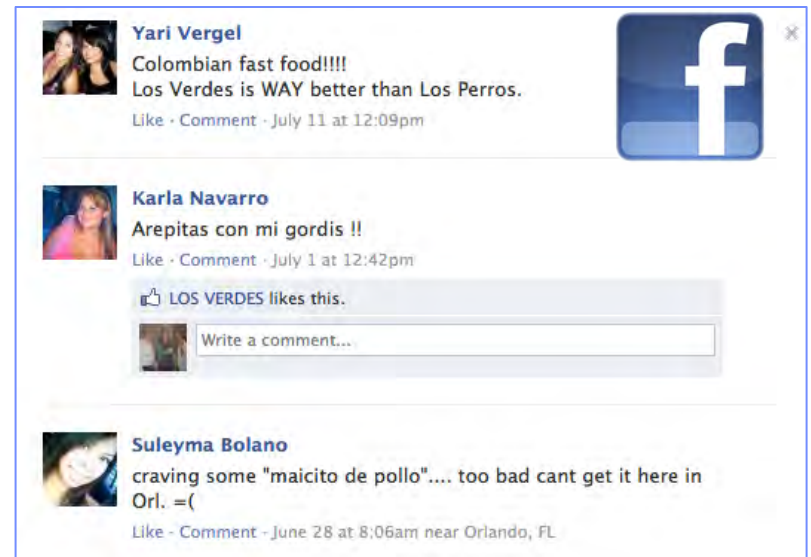 Yari Vergel
Colombian fast food!!!!
Los Verdes is WAY better than Los Perros.
Like · Comment · July 11 at 12:09pm
f
Karla Navarro
Arepitas con mi gordis !!
Like · Comment · July 1 at 12:42pm
LOS VERDES likes this.
Write a comment...
Suleyma Bolano
craving some "maicito de pollo".... too bad cant get it here in
Orl. =(
Like · Comment · June 28 at 8:06am near Orlando, FL